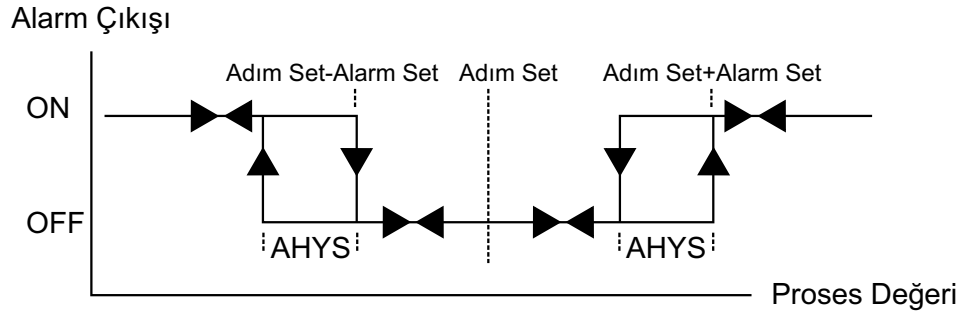 Alarm Çıkışı
Adım Set-Alarm Set Adım Set Adım Set+Alarm Set
ON
OFF
AHYS AHYS
Proses Değeri